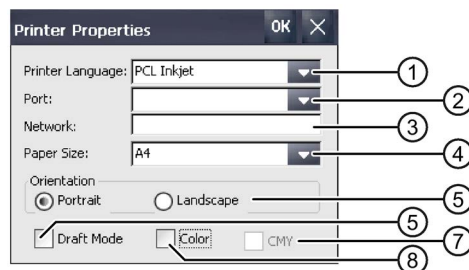 Printer Properties OK
Printer Language: PCL Inkjet 1
Port: 2
Network: 3
Paper Size: A4 4
Orientation
Portrait Landscape 5
5
Draft Mode Color CMY 7
8